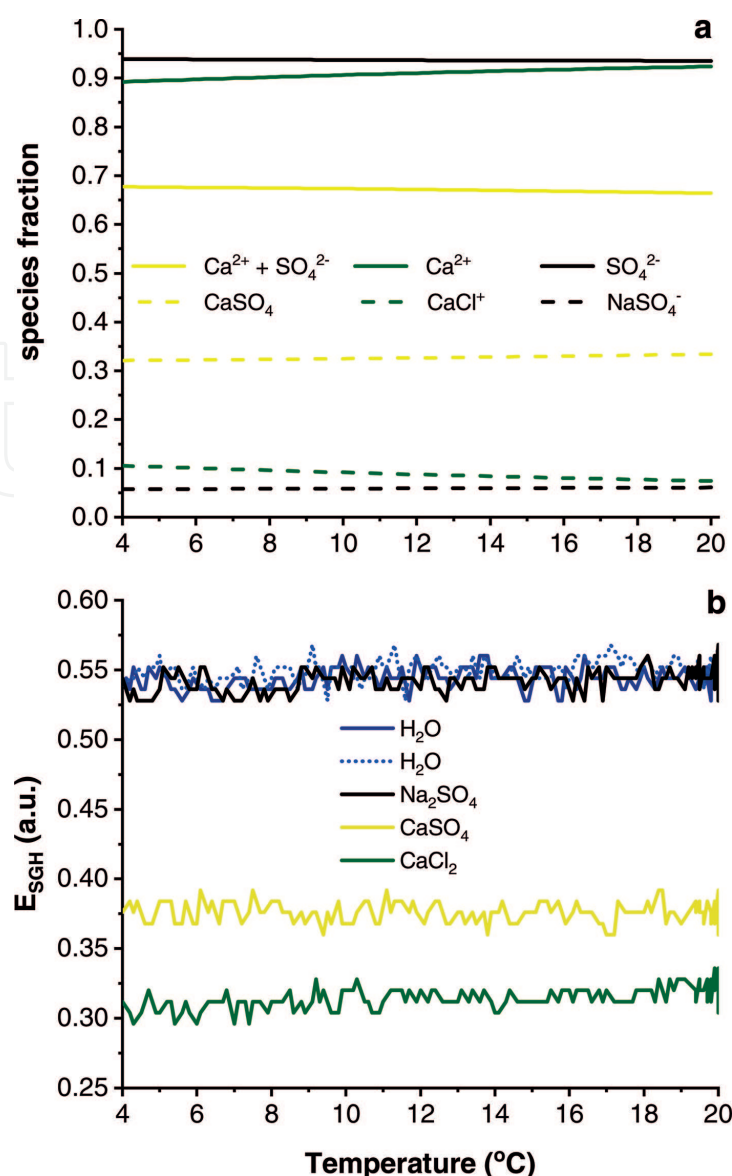 a
1.0
0.9
0.8
0.7
0.6
0.5
0.4
0.3
0.2
0.1
0.0
species fraction
Ca²⁺ + SO₄²⁻ Ca²⁺ SO₄²⁻
CaSO₄ CaCl⁺ NaSO₄⁻
4 6 8 10 12 14 16 18 20
b
0.60
0.55
0.50
0.45
0.40
0.35
0.30
0.25
E_SGH (a.u.)
H₂O
H₂O
Na₂SO₄
CaSO₄
CaCl₂
4 6 8 10 12 14 16 18 20
Temperature (°C)